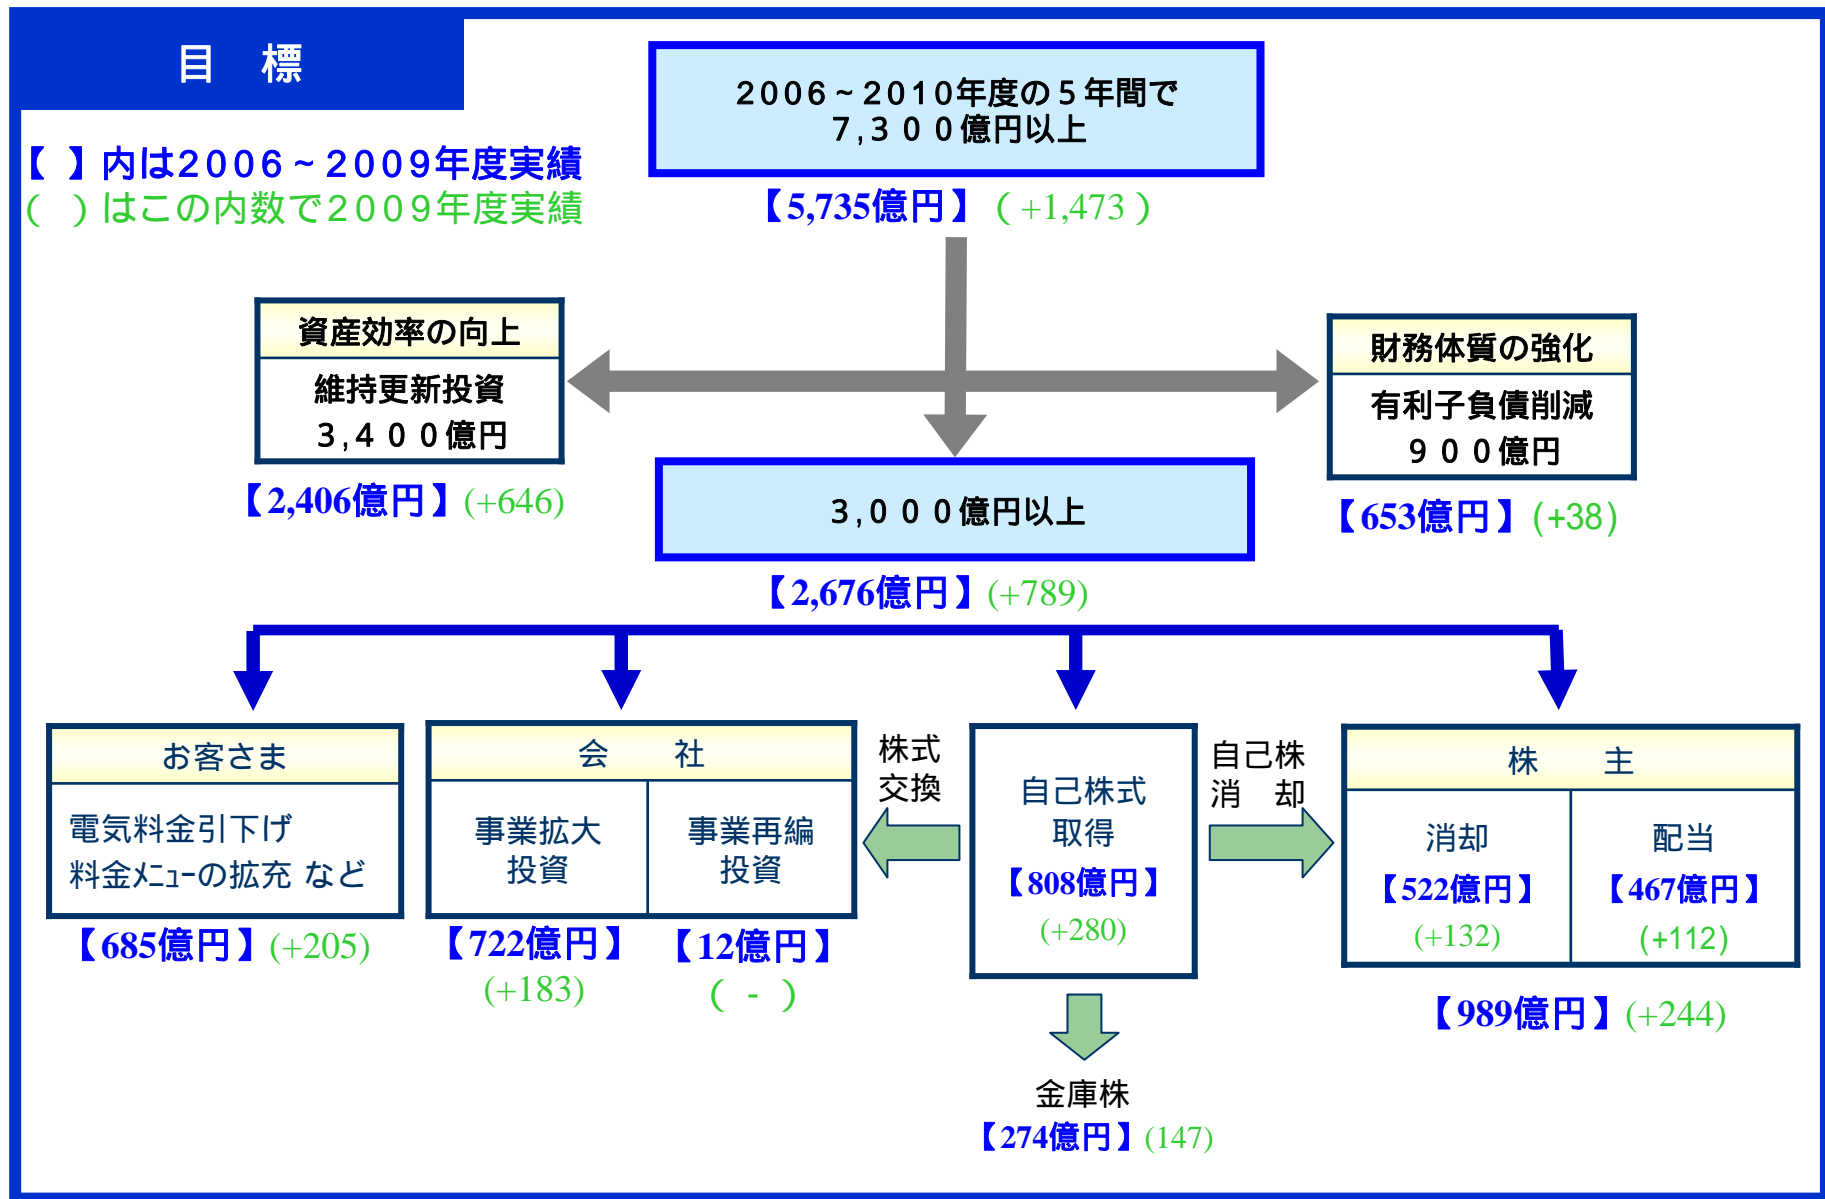 目　標
【 】内は2006～2009年度実績
( )はこの内数で2009年度実績
2006～2010年度の5年間で
7,300億円以上
【5,735億円】(+1,473)
資産効率の向上
維持更新投資
3,400億円
【2,406億円】(+646)
財務体質の強化
有利子負債削減
900億円
【653億円】(+38)
3,000億円以上
【2,676億円】(+789)
お客さま
電気料金引下げ
料金ﾒﾆｭｰの拡充 など
【685億円】(+205)
会　社
事業拡大
投資
【722億円】
(+183)
事業再編
投資
【12億円】
( - )
株式
交換
自己株式
取得
【808億円】
(+280)
自己株
消　却
株　主
消却
【522億円】
(+132)
配当
【467億円】
(+112)
【989億円】(+244)
金庫株
【274億円】(147)